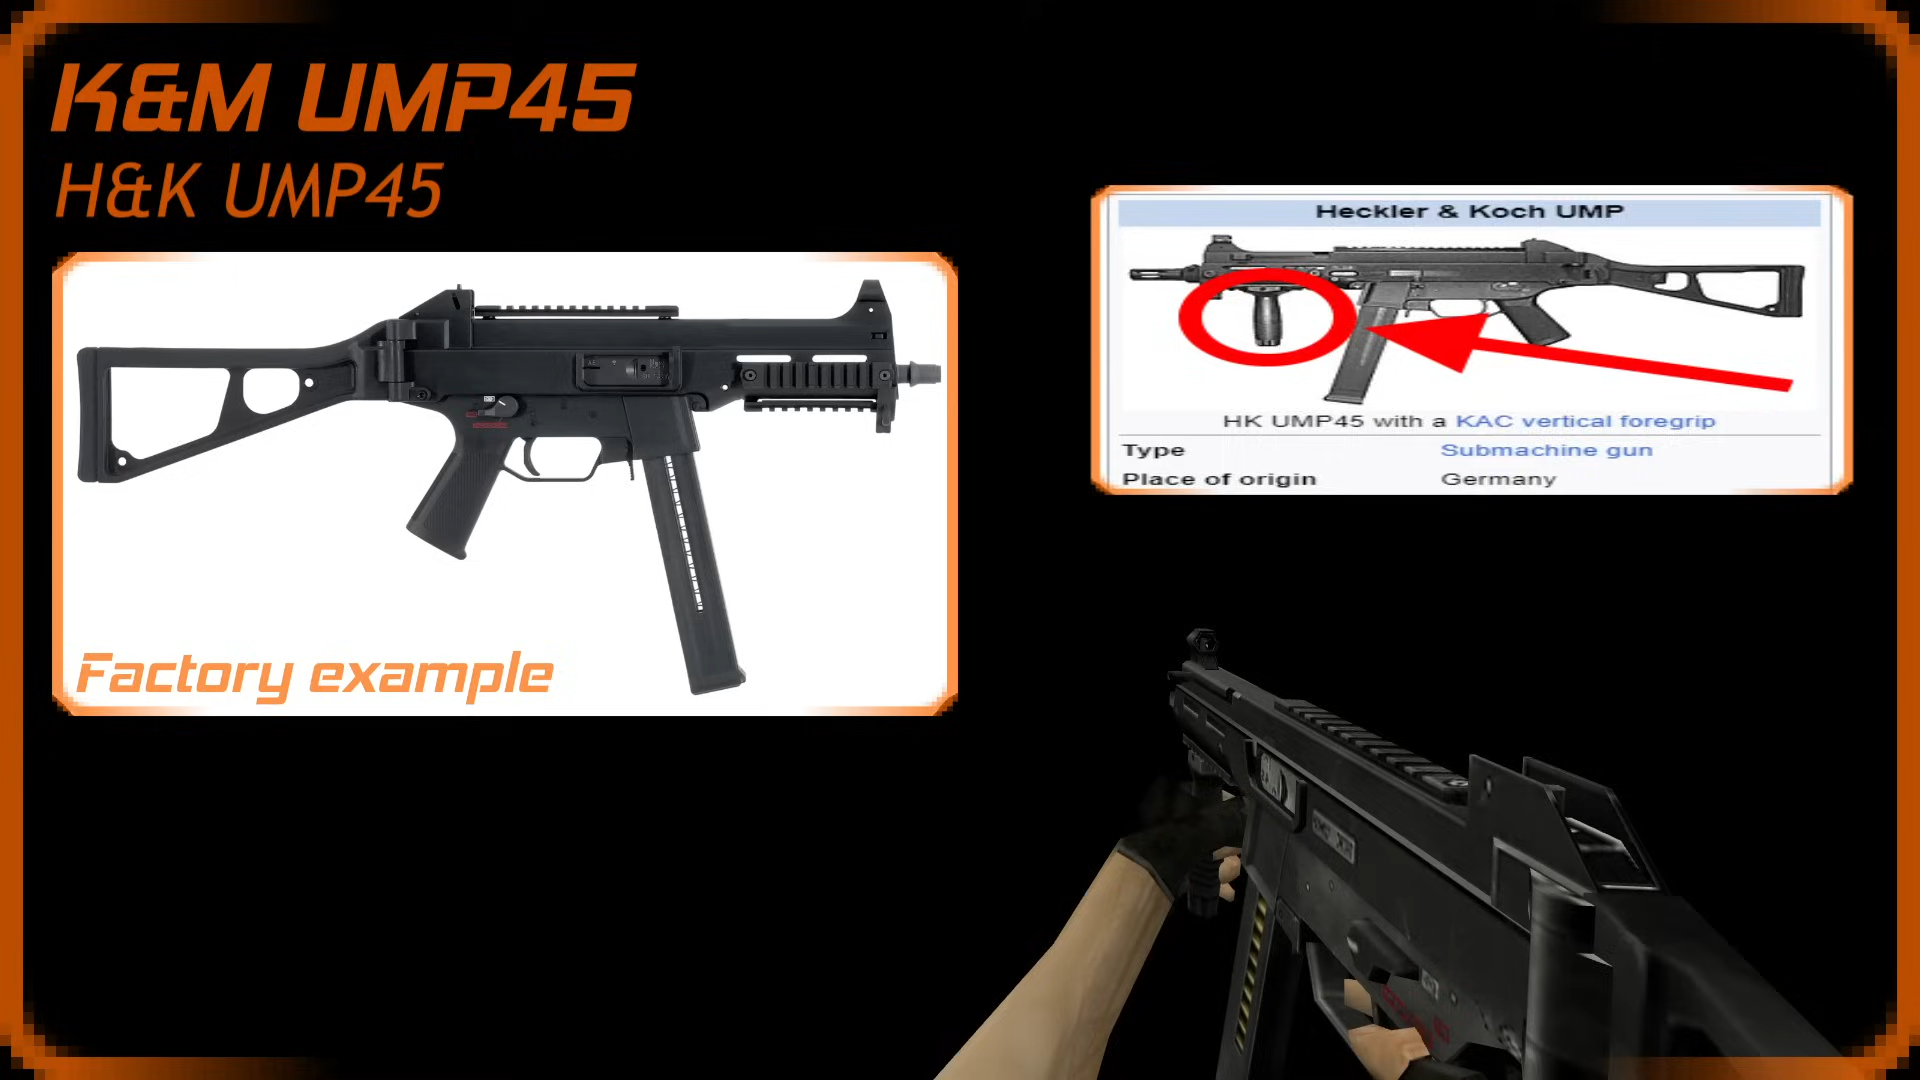 K&M UMP45
H&K UMP45
Factory example
Heckler & Koch UMP
HK UMP45 with a KAC vertical foregrip
Type Submachine gun
Place of origin Germany